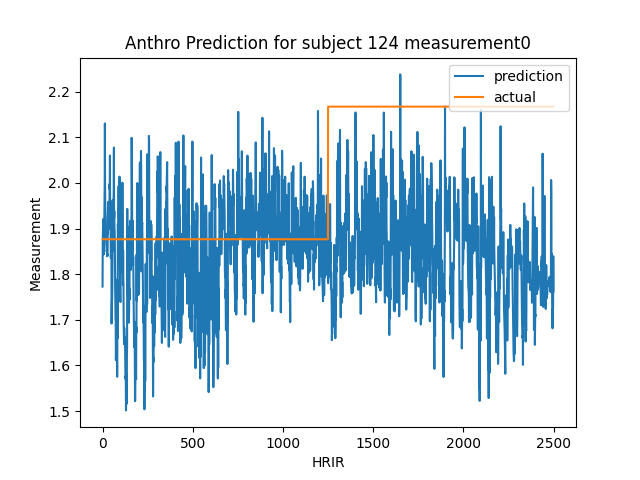 Anthro Prediction for subject 124 measurement0
prediction
actual
Measurement
2.2
2.1
2.0
1.9
1.8
1.7
1.6
1.5
0
500
1000
1500
2000
2500
HRIR